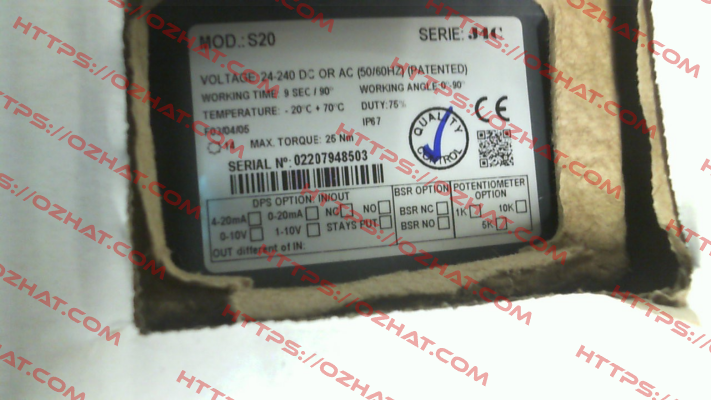 MOD.: S20 SERIE: J4C
VOLTAGE: 24-240 DC OR AC (50/60HZ) (PATENTED)
WORKING TIME: 9 SEC / 90° WORKING ANGLE 0-90°
TEMPERATURE: - 20°C + 70°C DUTY:75%
F03/04/05 IP67
14 MAX. TORQUE: 25 Nm
SERIAL Nº: 02207948503
QUALITY CONTROL
CE
DPS OPTION: IN/OUT
4-20mA 0-20mA NC NO
0-10V 1-10V STAYS PUT
OUT different of IN:
BSR OPTION
BSR NC
BSR NO
POTENTIOMETER
OPTION
1K 10K
5K
HTTPS://OZHAT.COM